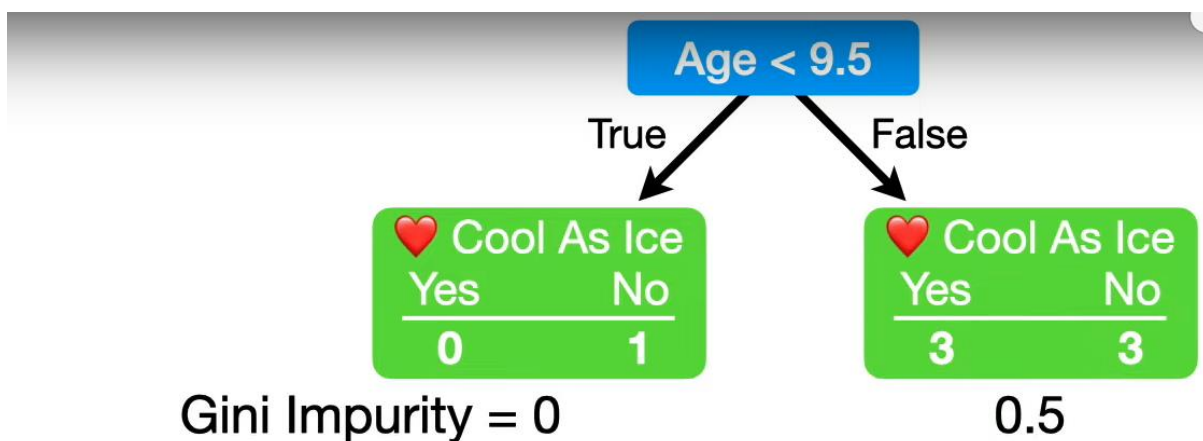 Age < 9.5
True False
❤️ Cool As Ice
Yes No
0 1
❤️ Cool As Ice
Yes No
3 3
Gini Impurity = 0 0.5